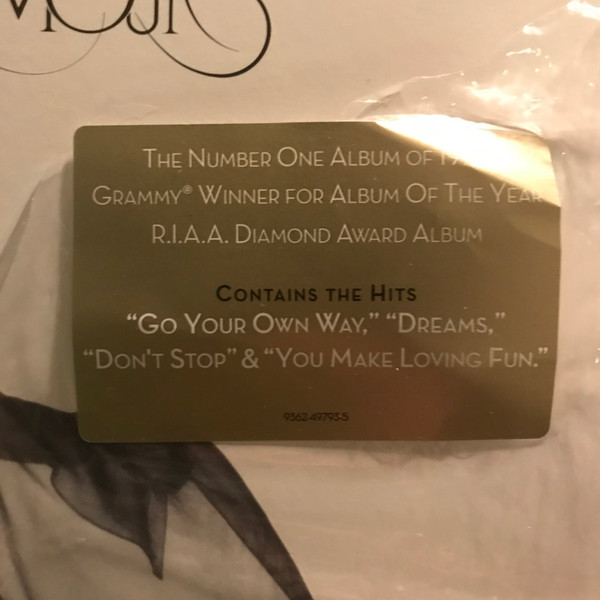 The Number One Album of
Grammy® Winner for Album Of The Year
R.I.A.A. Diamond Award Album
Contains the Hits
“Go Your Own Way,” “Dreams,”
“Don't Stop” & “You Make Loving Fun.”
9362-49793-5